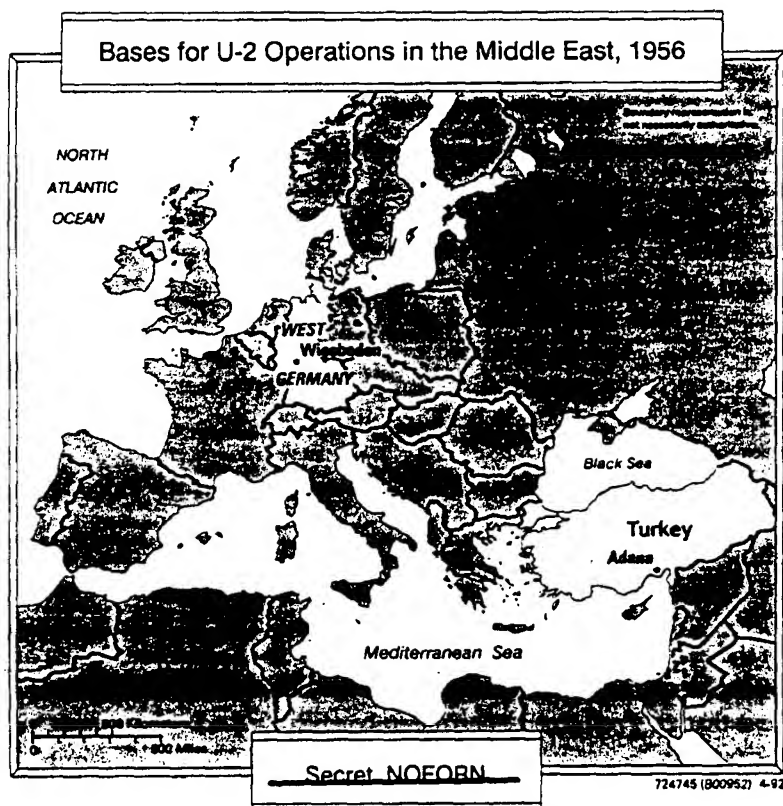 Bases for U-2 Operations in the Middle East, 1956
NORTH
ATLANTIC
OCEAN
WEST
Wiesbaden
GERMANY
Black Sea
Turkey
Adana
Mediterranean Sea
Secret NOFORN
724745 (B00952) 4-92